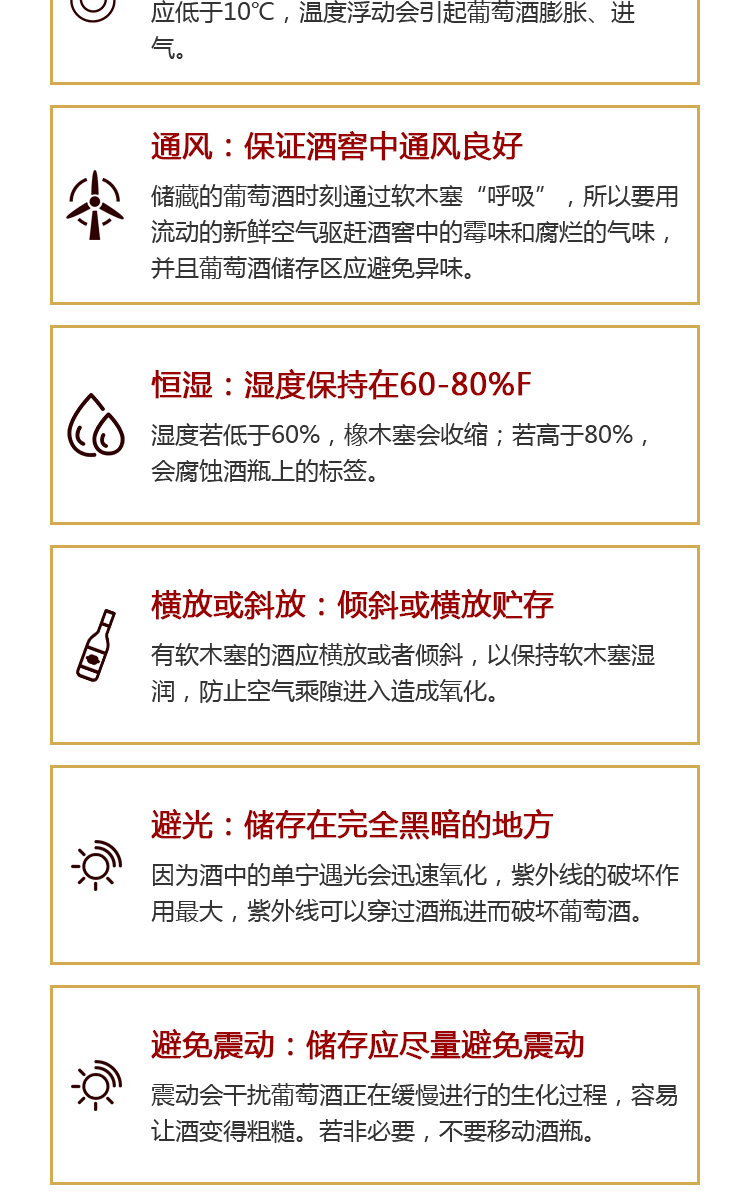 应低于10℃，温度浮动会引起葡萄酒膨胀、进
气。
通风：保证酒窖中通风良好
储藏的葡萄酒时刻通过软木塞“呼吸”，所以要用
流动的新鲜空气驱赶酒窖中的霉味和腐烂的气味，
并且葡萄酒储存区应避免异味。
恒湿：湿度保持在60-80%F
湿度若低于60%，橡木塞会收缩；若高于80%，
会腐蚀酒瓶上的标签。
横放或斜放：倾斜或横放贮存
有软木塞的酒应横放或者倾斜，以保持软木塞湿
润，防止空气乘隙进入造成氧化。
避光：储存在完全黑暗的地方
因为酒中的单宁遇光会迅速氧化，紫外线的破坏作
用最大，紫外线可以穿过酒瓶进而破坏葡萄酒。
避免震动：储存应尽量避免震动
震动会干扰葡萄酒正在缓慢进行的生化过程，容易
让酒变得粗糙。若非必要，不要移动酒瓶。